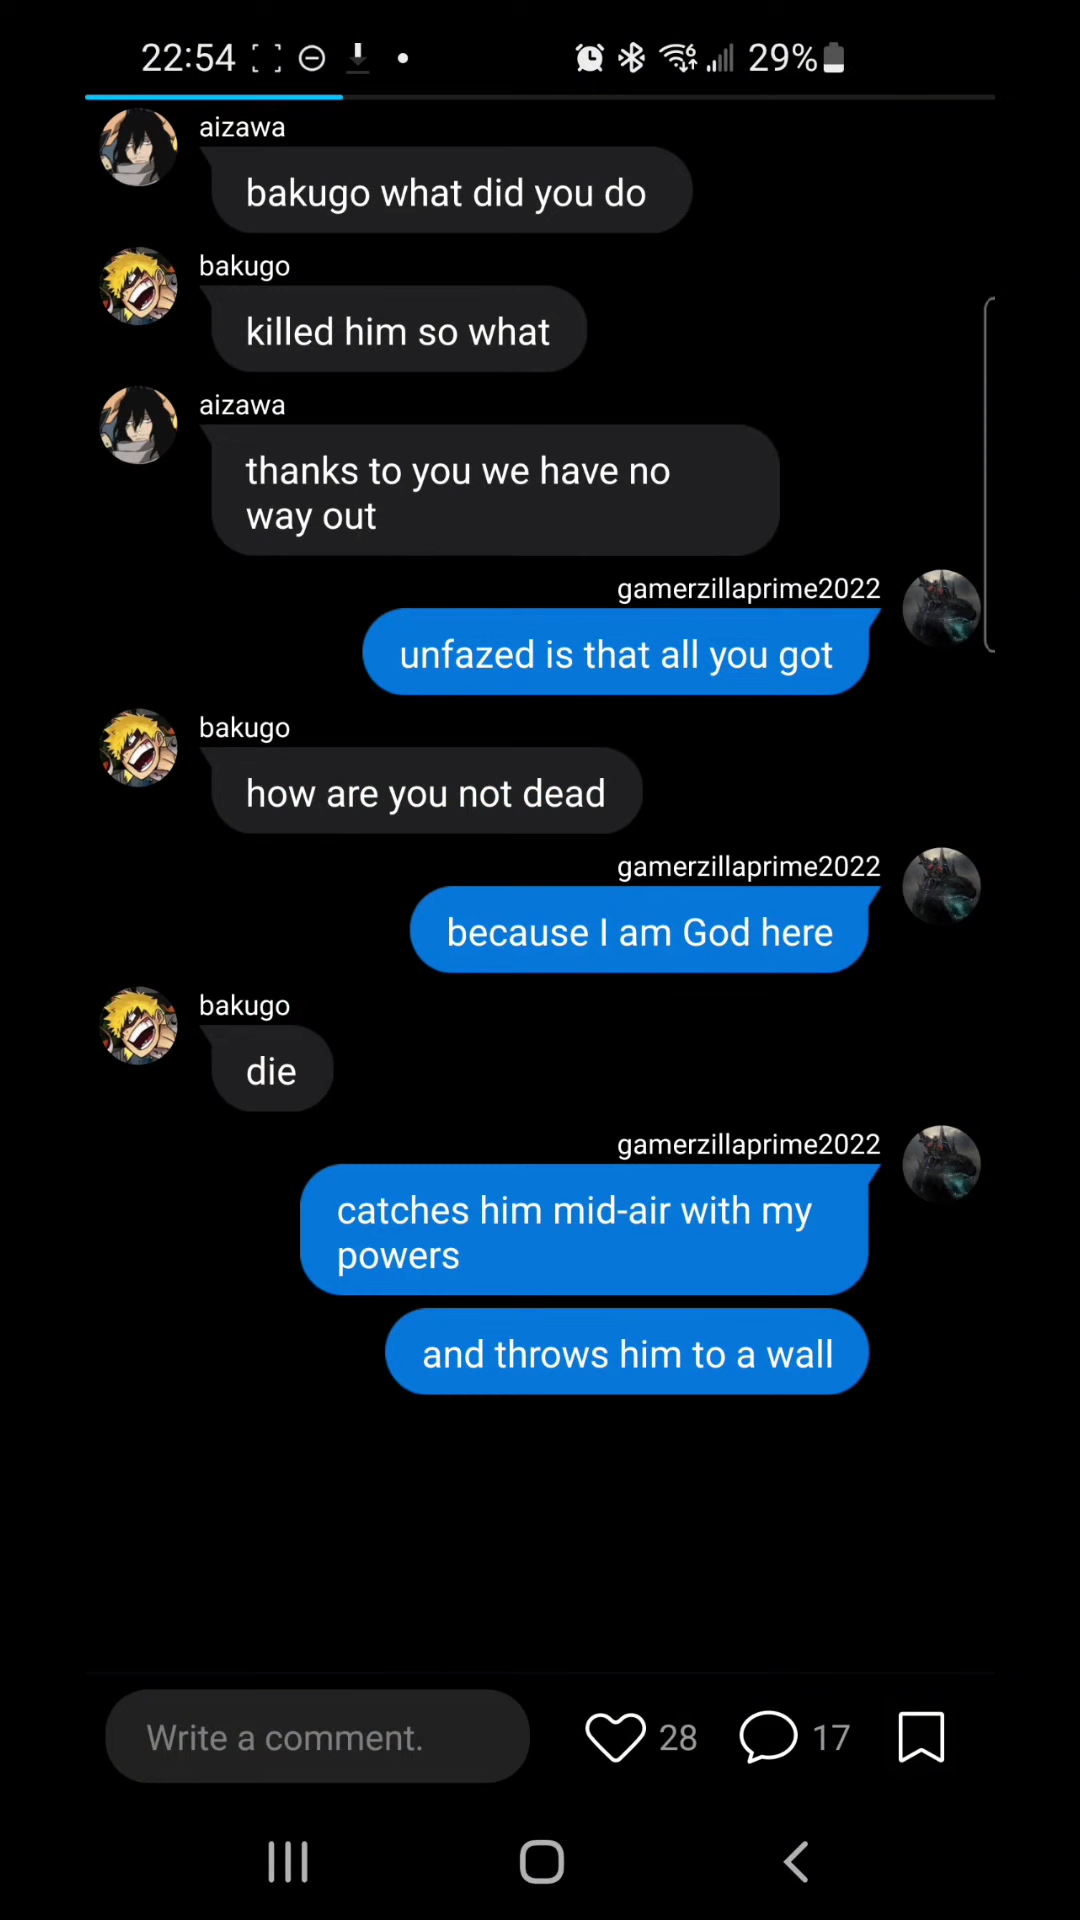 22:54
29%
aizawa
bakugo what did you do
bakugo
killed him so what
aizawa
thanks to you we have no
way out
gamerzillaprime2022
unfazed is that all you got
bakugo
how are you not dead
gamerzillaprime2022
because I am God here
bakugo
die
gamerzillaprime2022
catches him mid-air with my
powers
and throws him to a wall
Write a comment.
28
17